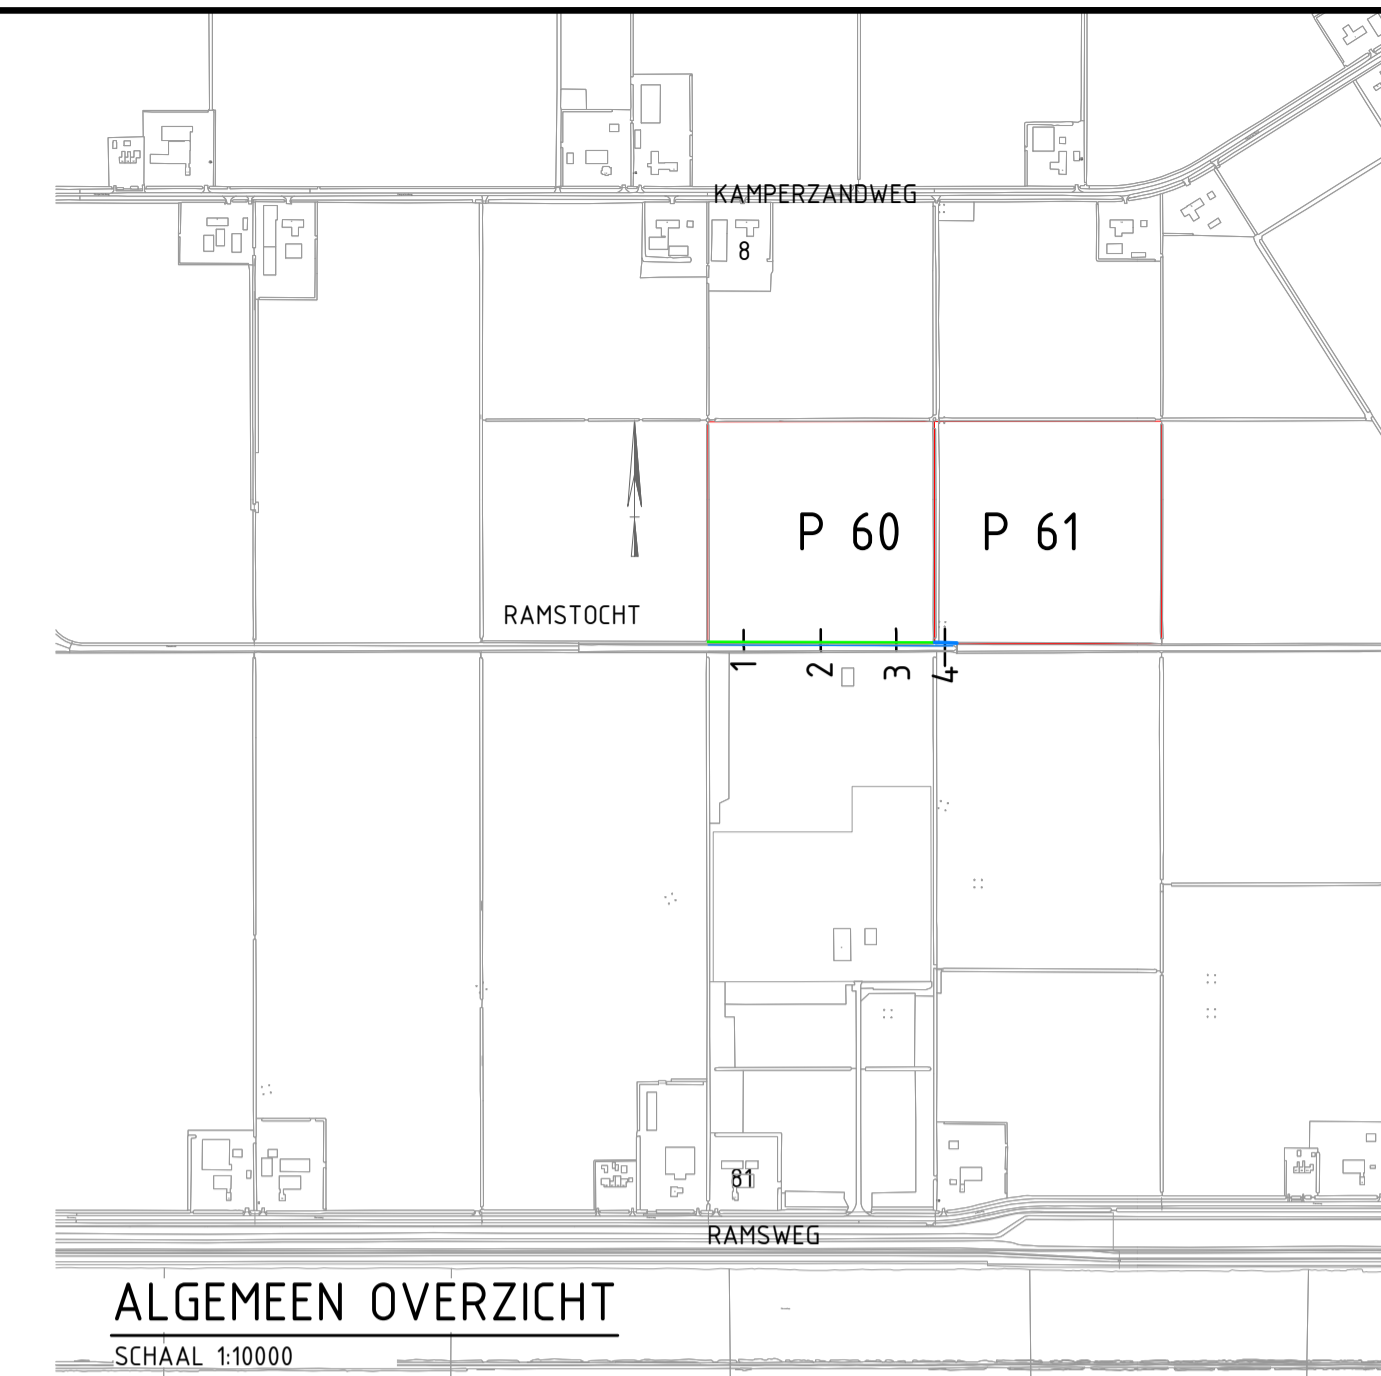 KAMPERZANDWEG
8
P 60
P 61
RAMSTOCHT
1
2
3
4
81
RAMSWEG
ALGEMEEN OVERZICHT
SCHAAL 1:10000